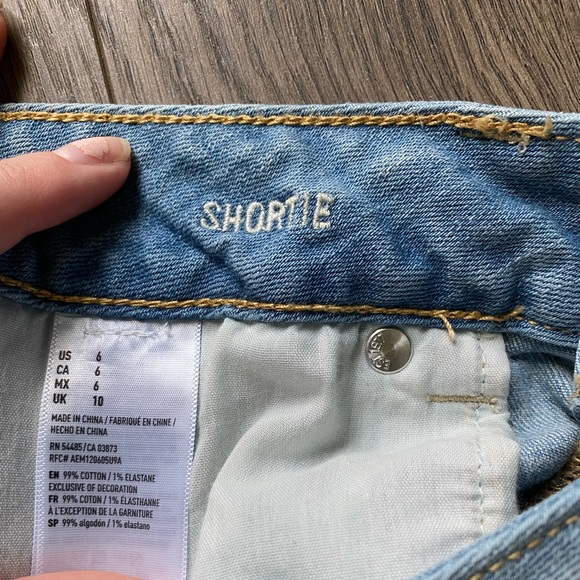 SHORTIE
US 6
CA 6
MX 6
UK 10
MADE IN CHINA / FABRIQUÉ EN CHINE /
HECHO EN CHINA
RN 54485/CA 03873
RFC# AEM120605U9A
EN 99% COTTON / 1% ELASTANE
EXCLUSIVE OF DECORATION
FR 99% COTON / 1% ÉLASTHANNE
À L'EXCEPTION DE LA GARNITURE
SP 99% algodón / 1% elastano